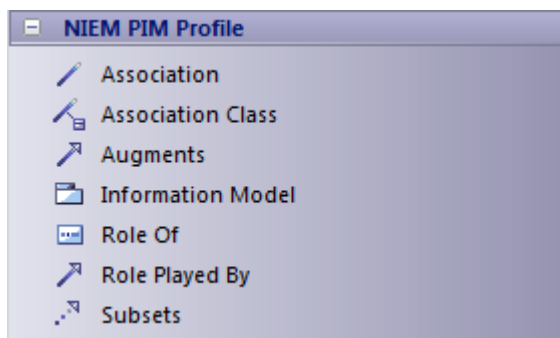 NIEM PIM Profile
Association
Association Class
Augments
Information Model
Role Of
Role Played By
Subsets